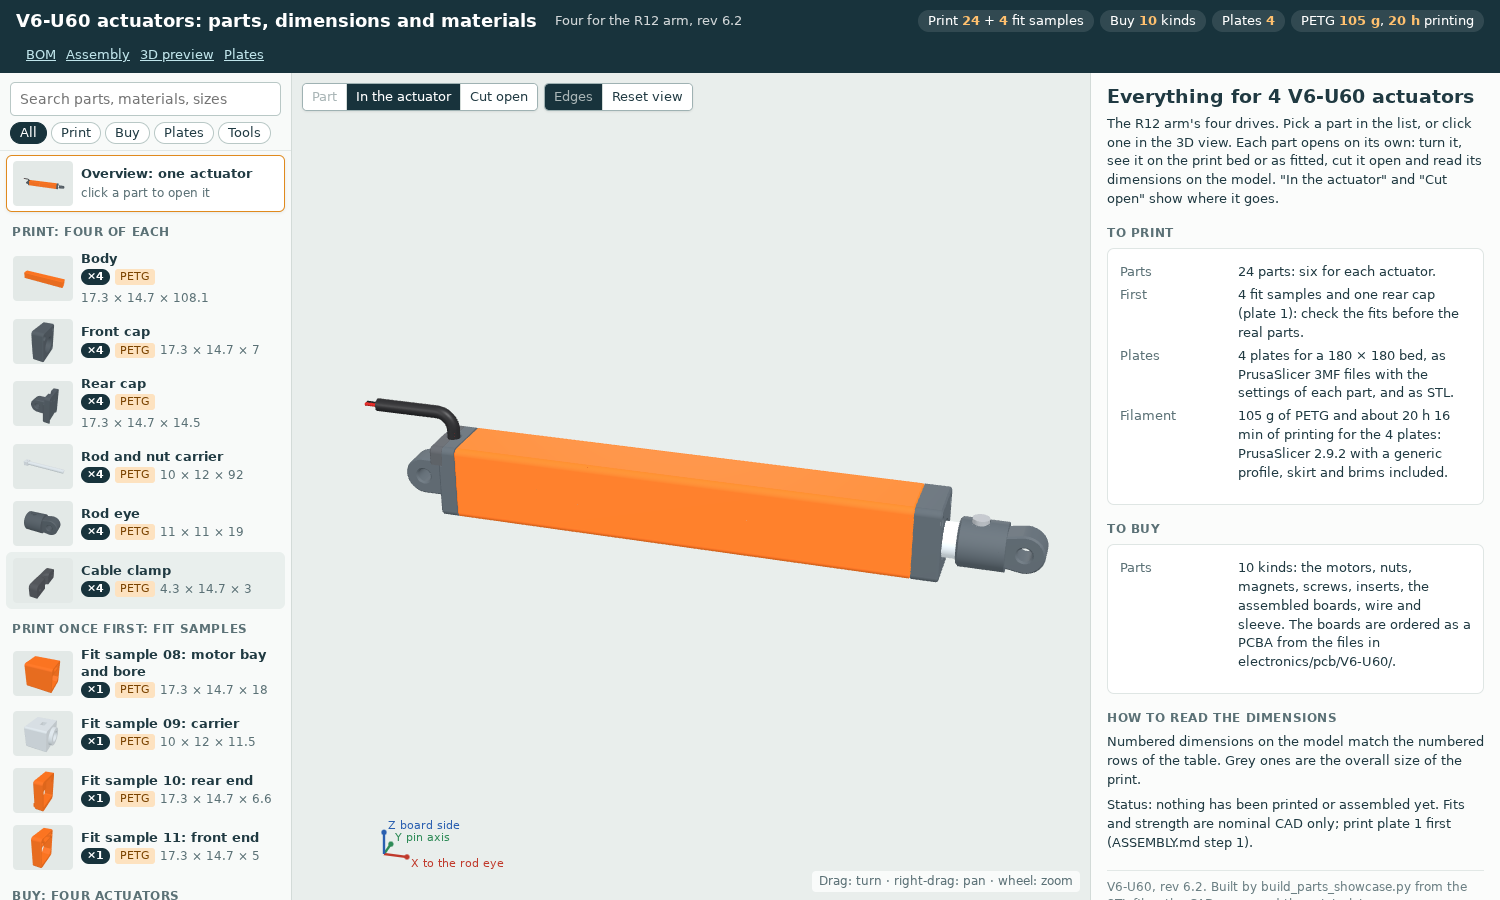 V6-U60 actuators: parts, dimensions and materials
Four for the R12 arm, rev 6.2
Print 24 + 4 fit samples
Buy 10 kinds
Plates 4
PETG 105 g, 20 h printing
BOM
Assembly
3D preview
Plates
Search parts, materials, sizes
All
Print
Buy
Plates
Tools
Overview: one actuator
click a part to open it
PRINT: FOUR OF EACH
Body
×4 PETG
17.3 × 14.7 × 108.1
Front cap
×4 PETG 17.3 × 14.7 × 7
Rear cap
×4 PETG
17.3 × 14.7 × 14.5
Rod and nut carrier
×4 PETG 10 × 12 × 92
Rod eye
×4 PETG 11 × 11 × 19
Cable clamp
×4 PETG 4.3 × 14.7 × 3
PRINT ONCE FIRST: FIT SAMPLES
Fit sample 08: motor bay
and bore
×1 PETG 17.3 × 14.7 × 18
Fit sample 09: carrier
×1 PETG 10 × 12 × 11.5
Fit sample 10: rear end
×1 PETG 17.3 × 14.7 × 6.6
Fit sample 11: front end
×1 PETG 17.3 × 14.7 × 5
BUY: FOUR ACTUATORS
Part
In the actuator
Cut open
Edges
Reset view
Z board side
Y pin axis
X to the rod eye
Drag: turn · right-drag: pan · wheel: zoom
Everything for 4 V6-U60 actuators
The R12 arm's four drives. Pick a part in the list, or click
one in the 3D view. Each part opens on its own: turn it,
see it on the print bed or as fitted, cut it open and read its
dimensions on the model. "In the actuator" and "Cut
open" show where it goes.
TO PRINT
Parts 24 parts: six for each actuator.
First 4 fit samples and one rear cap
(plate 1): check the fits before the
real parts.
Plates 4 plates for a 180 × 180 bed, as
PrusaSlicer 3MF files with the
settings of each part, and as STL.
Filament 105 g of PETG and about 20 h 16
min of printing for the 4 plates:
PrusaSlicer 2.9.2 with a generic
profile, skirt and brims included.
TO BUY
Parts 10 kinds: the motors, nuts,
magnets, screws, inserts, the
assembled boards, wire and
sleeve. The boards are ordered as a
PCBA from the files in
electronics/pcb/V6-U60/.
HOW TO READ THE DIMENSIONS
Numbered dimensions on the model match the numbered
rows of the table. Grey ones are the overall size of the
print.
Status: nothing has been printed or assembled yet. Fits
and strength are nominal CAD only; print plate 1 first
(ASSEMBLY.md step 1).
V6-U60, rev 6.2. Built by build_parts_showcase.py from the